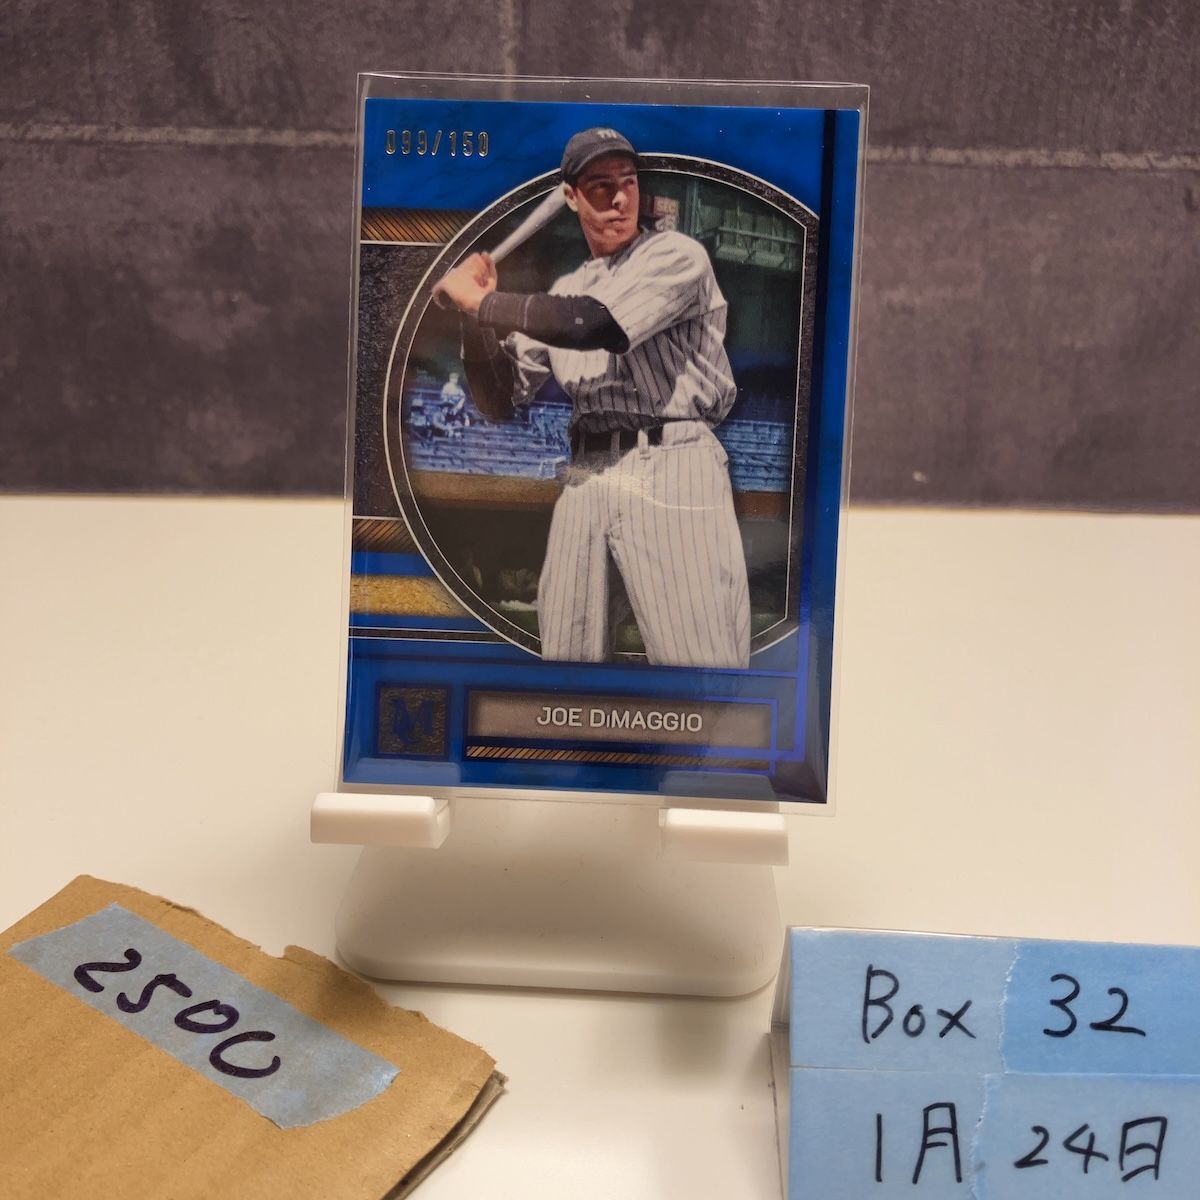 099/150
M
JOE DiMAGGIO
2500
Box 32
1月 24日